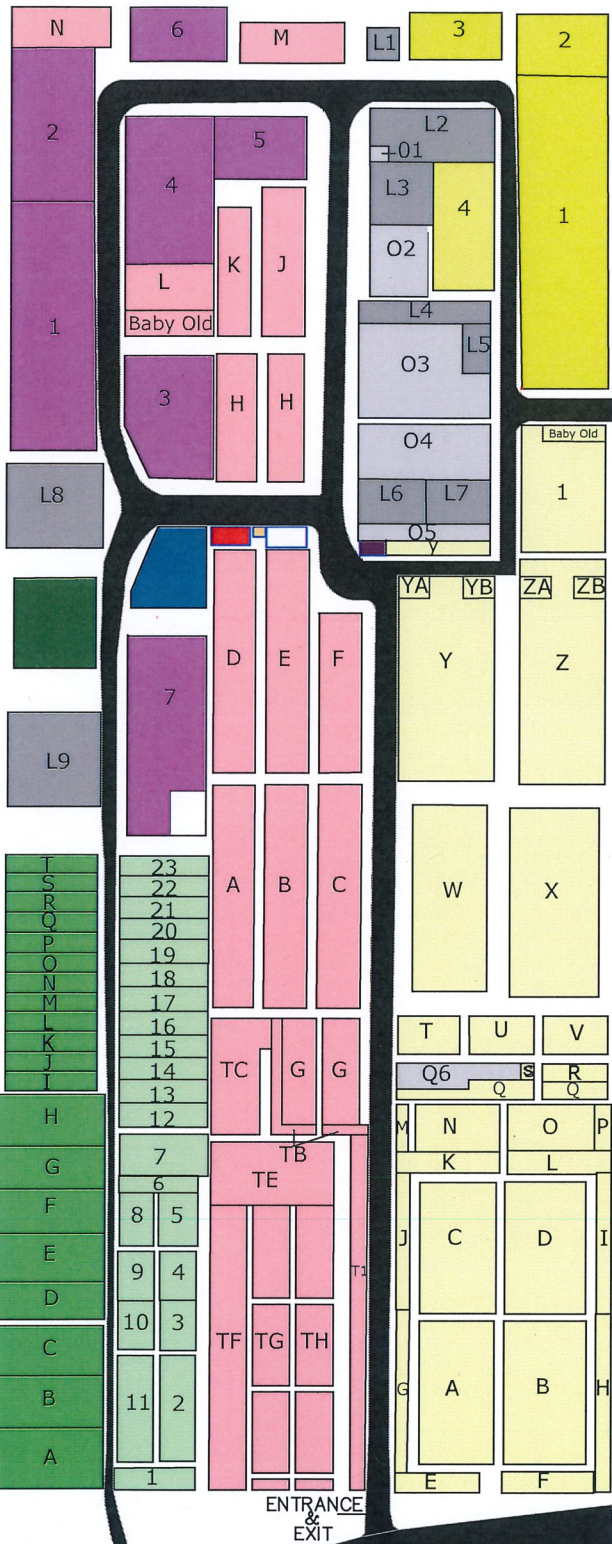 N
6
M
L1
3
2
2
L2
01
4
5
L3
4
1
O2
K
J
L
Baby Old
1
L4
L5
O3
3
H
H
O4
Baby Old
1
L8
L6
L7
O5
y
YA
YB
ZA
ZB
D
E
F
Y
Z
7
L9
T
S
R
Q
P
O
N
M
L
K
J
I
23
22
21
20
19
18
17
16
15
14
13
12
A
B
C
W
X
T
U
V
TC
G
G
Q6
S
Q
R
Q
H
G
F
E
D
C
B
A
7
6
8
5
9
4
10
3
11
2
1
TB
TE
M
N
O
P
K
L
J
C
D
I
T1
TF
TG
TH
G
A
B
H
E
F
ENTRANCE
&
EXIT